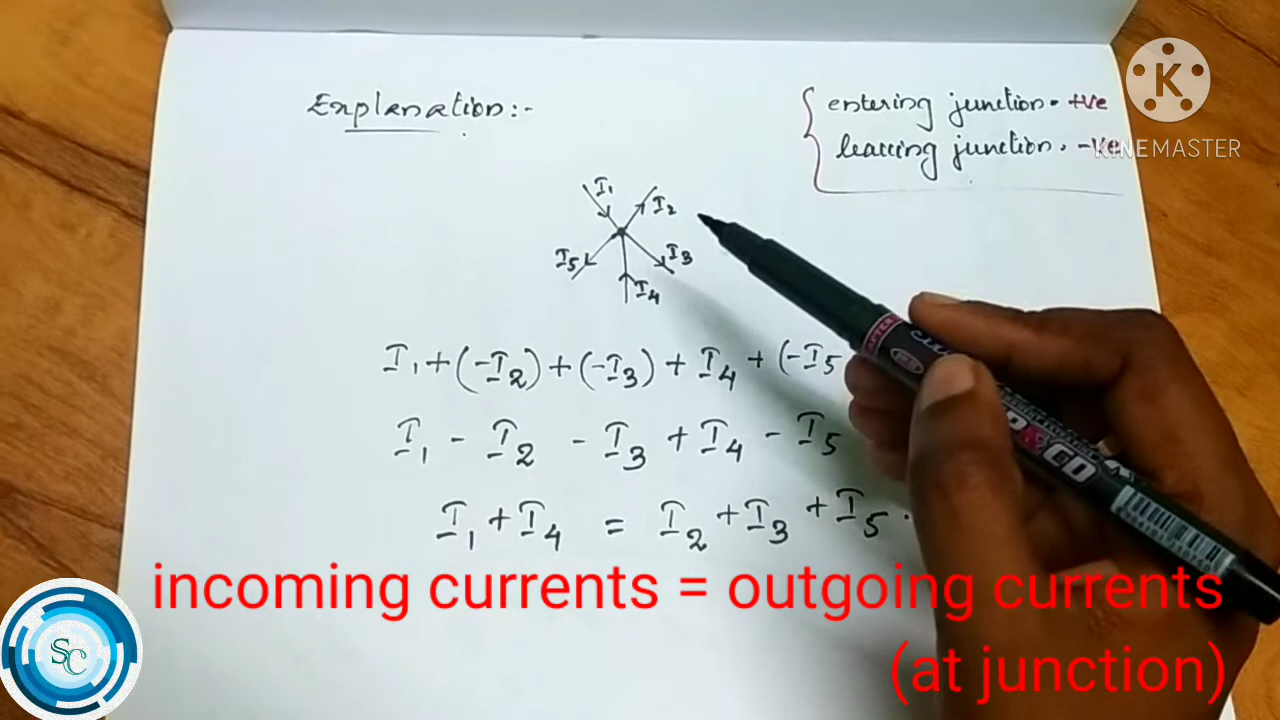 Explanation:-
entering junction · +ve
leaving junction · -ve
K
KINEMASTER
I₁
I₂
I₃
I₄
I₅
I₁ + (-I₂) + (-I₃) + I₄ + (-I₅
I₁ - I₂ - I₃ + I₄ - I₅
I₁ + I₄ = I₂ + I₃ + I₅ .
incoming currents = outgoing currents
(at junction)
SC